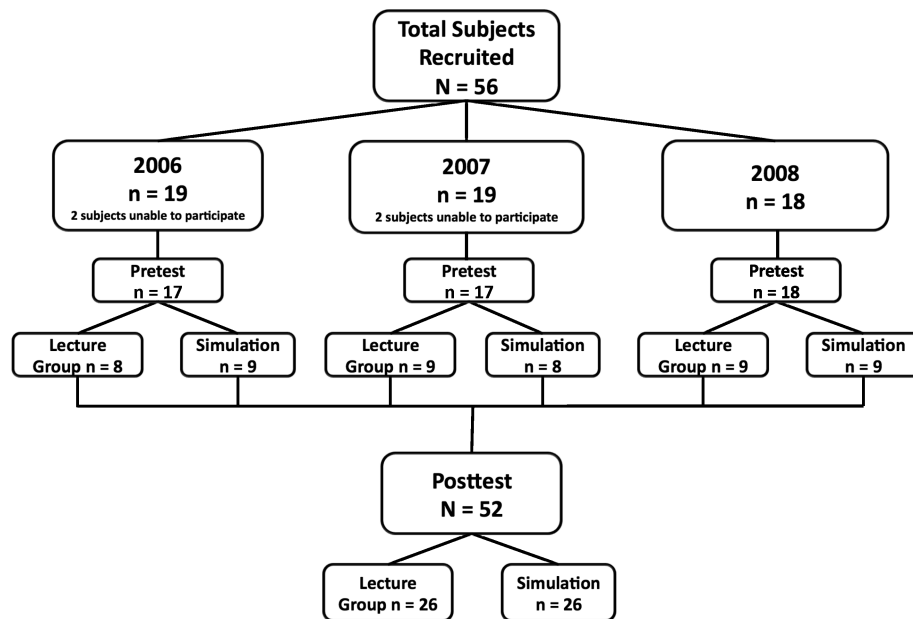 Total Subjects
Recruited
N = 56
2006
n = 19
2 subjects unable to participate
2007
n = 19
2 subjects unable to participate
2008
n = 18
Pretest
n = 17
Pretest
n = 17
Pretest
n = 18
Lecture
Group n = 8
Simulation
n = 9
Lecture
Group n = 9
Simulation
n = 8
Lecture
Group n = 9
Simulation
n = 9
Posttest
N = 52
Lecture
Group n = 26
Simulation
n = 26